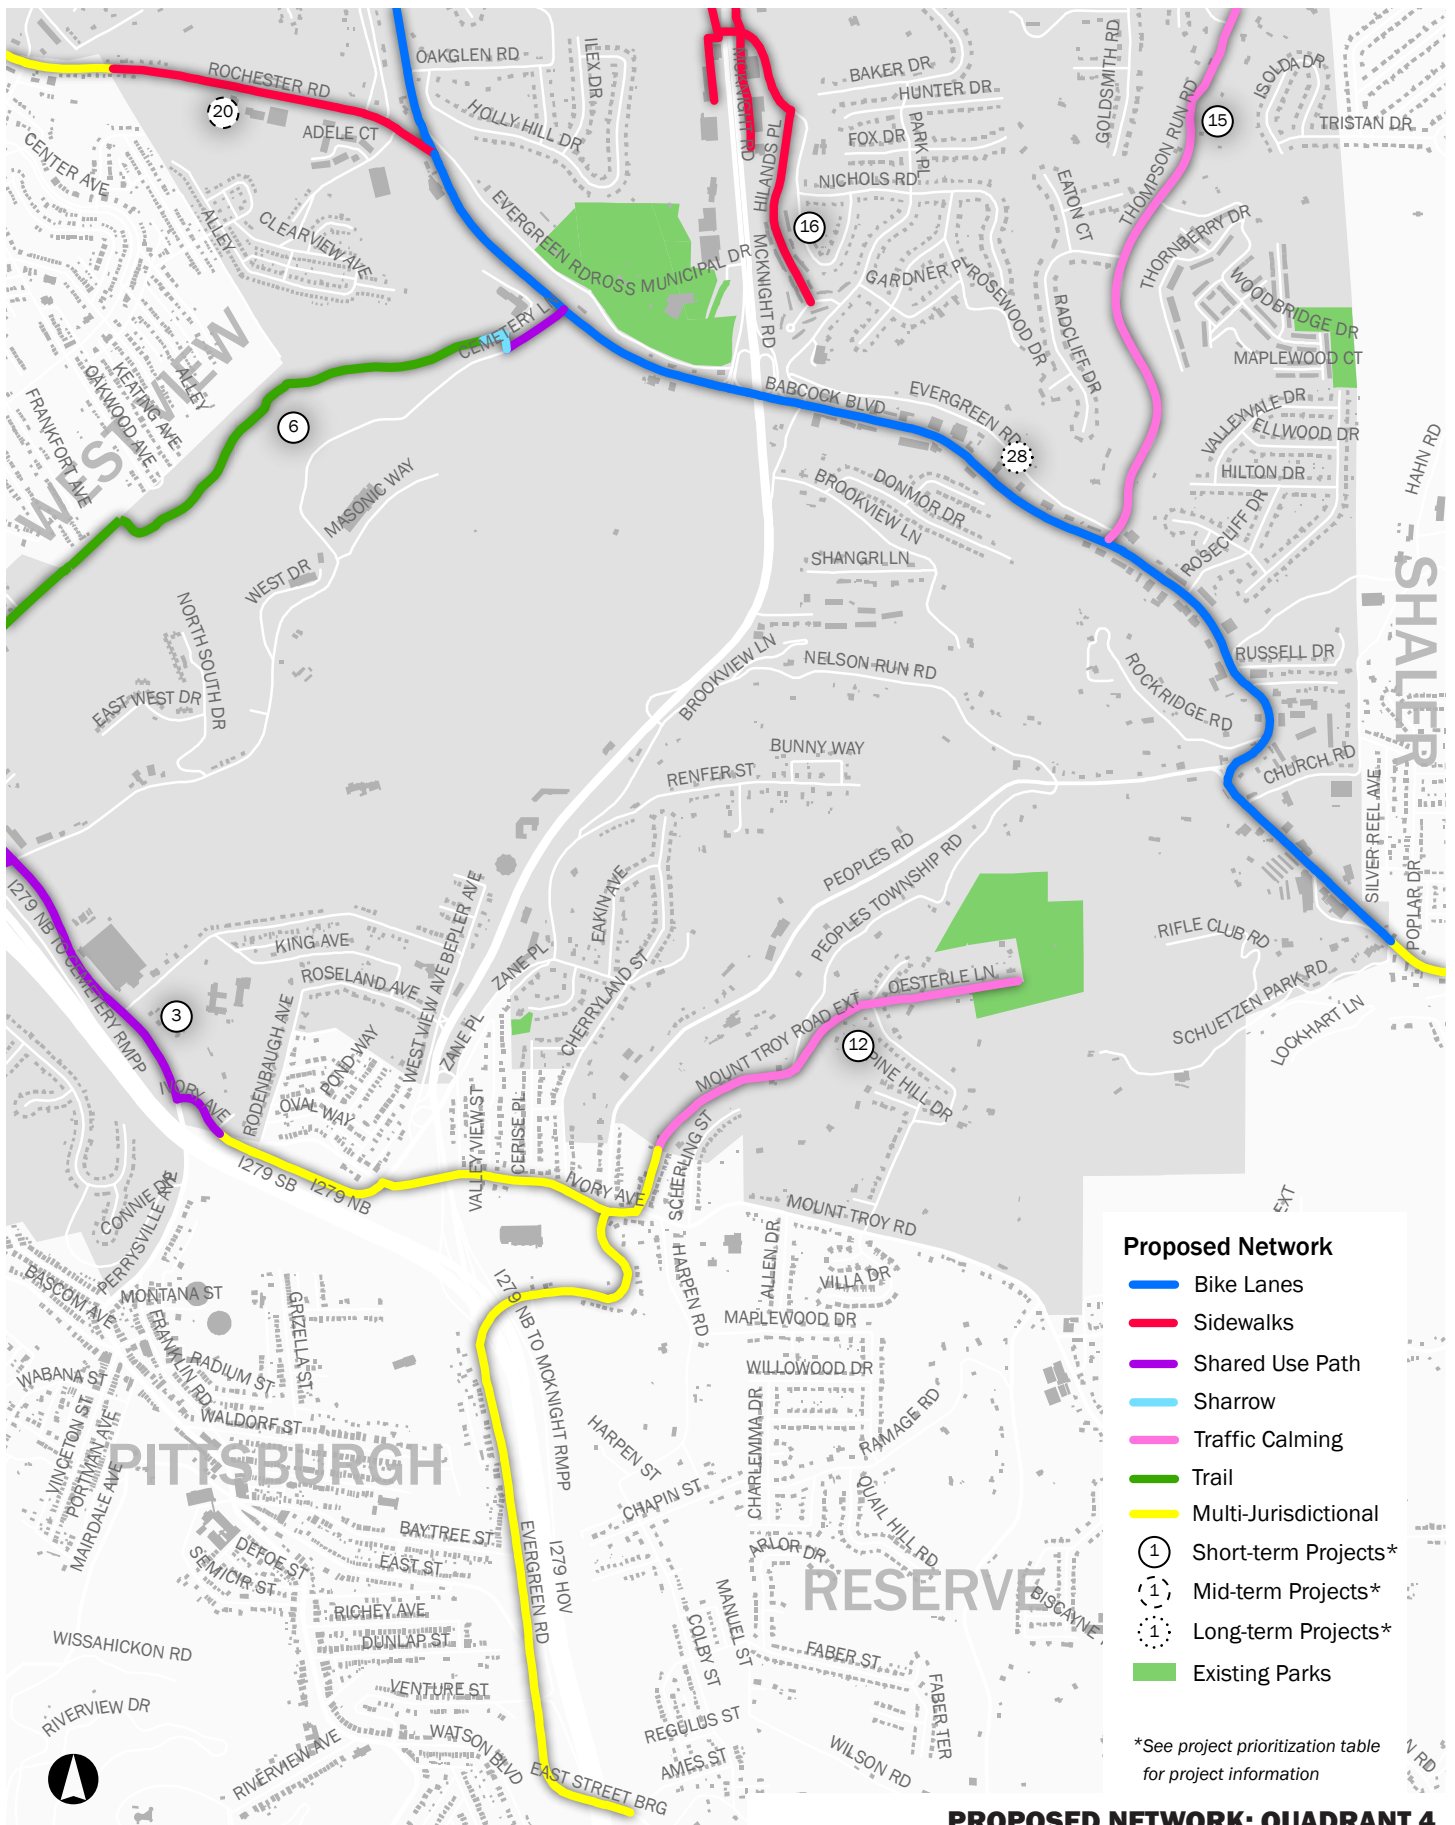 OAKGLEN RD
ILEX DR
ROCHESTER RD
20
ADELE CT
HOLLY HILL DR
MCKNIGHT RD
BAKER DR
HUNTER DR
GOLDSMITH RD
ISOLDA DR
TRISTAN DR
15
FOX DR
PARK PL
NICHOLS RD
HILANDS PL
THOMPSON RUN RD
CENTER AVE
ALLEY
CLEARVIEW AVE
EVERGREEN RD
ROSS MUNICIPAL DR
MCKNIGHT RD
16
GARDNER PL
ROSEWOOD DR
EATON CT
RADCLIFF DR
THORNBERRY DR
WOODBRIDGE DR
MAPLEWOOD CT
CEMETERY LN
WEST VIEW
FRANKFORT AVE
OAKWOOD AVE
KEATING AVE
ALLEY
6
BABCOCK BLVD
EVERGREEN RD
28
VALLEYVALE DR
ELLWOOD DR
HILTON DR
ROSECLIFF DR
HAHN RD
MASONIC WAY
BROOKVIEW LN
DONMOR DR
SHANGRLLN
WEST DR
NORTH SOUTH DR
EAST WEST DR
BROOKVIEW LN
NELSON RUN RD
ROCKRIDGE RD
RUSSELL DR
SHALER
CHURCH RD
SILVER REEL AVE
POPLAR DR
BUNNY WAY
RENFER ST
PEOPLES RD
PEOPLES TOWNSHIP RD
RIFLE CLUB RD
SCHUETZEN PARK RD
LOCKHART LN
I279 NB TO CEMETERY RMPP
KING AVE
ROSELAND AVE
WEST VIEW AVE
BEPLER AVE
ZANE PL
ZANE PL
EAKIN AVE
CHERRYLAND ST
OESTERLE LN
MOUNT TROY ROAD EXT
12
PINE HILL DR
3
IVORY AVE
RODENBAUGH AVE
POND WAY
OVAL WAY
VALLEY VIEW ST
CERISE PL
IVORY AVE
SCHERLING ST
I279 SB
I279 NB
CONNIE DR
PERRYSVILLE AVE
MOUNT TROY RD
HARPEN RD
ALLEN DR
VILLA DR
MAPLEWOOD DR
WILLOWOOD DR
EXT
BASCOM AVE
MONTANA ST
FRANKLIN RD
GRIZELLA ST
RADIUM ST
WALDORF ST
WABANA ST
VINCETON ST
PORTMAN AVE
MAIRDALE AVE
PITTSBURGH
I279 NB TO MCKNIGHT RMPP
HARPEN ST
CHAPIN ST
CHARLEMMA DR
RAMAGE RD
QUAIL HILL RD
ARLOR DR
RESERVE
BISCAYNE
BAYTREE ST
EAST ST
DEFOE ST
SEMICIR ST
RICHEY AVE
DUNLAP ST
VENTURE ST
WATSON BLVD
EVERGREEN RD
I279 HOV
MANUEL ST
COLBY ST
FABER ST
FABER TER
WISSAHICKON RD
RIVERVIEW DR
RIVERVIEW AVE
REGULUS ST
AMES ST
WILSON RD
EAST STREET BRG
Proposed Network
Bike Lanes
Sidewalks
Shared Use Path
Sharrow
Traffic Calming
Trail
Multi-Jurisdictional
1 Short-term Projects*
1 Mid-term Projects*
1 Long-term Projects*
Existing Parks
*See project prioritization table
for project information
RD
PROPOSED NETWORK: QUADRANT 4